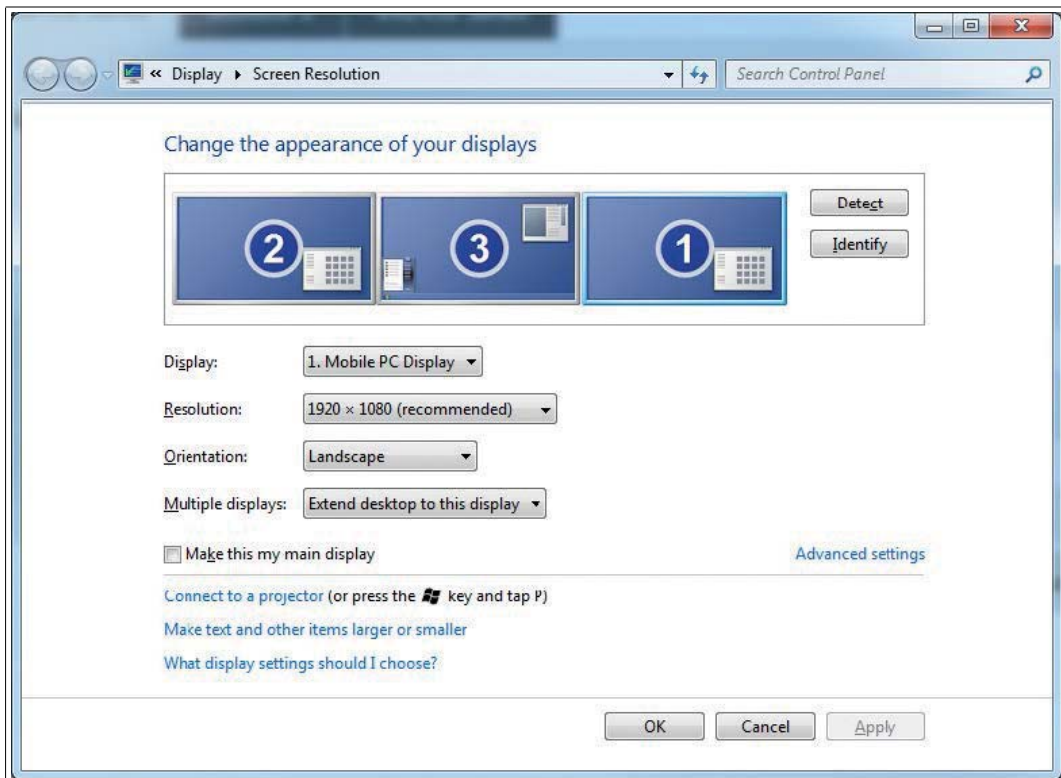 « Display ▸ Screen Resolution
Search Control Panel
Change the appearance of your displays
2
3
1
Detect
Identify
Display: 1. Mobile PC Display
Resolution: 1920 × 1080 (recommended)
Orientation: Landscape
Multiple displays: Extend desktop to this display
Make this my main display
Advanced settings
Connect to a projector (or press the key and tap P)
Make text and other items larger or smaller
What display settings should I choose?
OK Cancel Apply